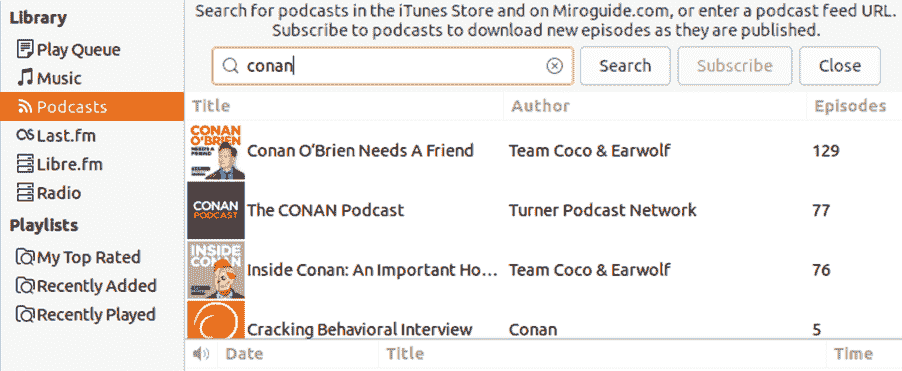 Library
Play Queue
Music
Podcasts
Last.fm
Libre.fm
Radio
Playlists
My Top Rated
Recently Added
Recently Played
Search for podcasts in the iTunes Store and on Miroguide.com, or enter a podcast feed URL.
Subscribe to podcasts to download new episodes as they are published.
conan Search Subscribe Close
Title Author Episodes
CONAN
O'BRIEN
NEEDS A
FRIEND
Conan O'Brien Needs A Friend Team Coco & Earwolf 129
CONAN
PODCAST
The CONAN Podcast Turner Podcast Network 77
INSIDE
CONAN
Inside Conan: An Important Ho... Team Coco & Earwolf 76
Cracking Behavioral Interview Conan 5
Date Title Time